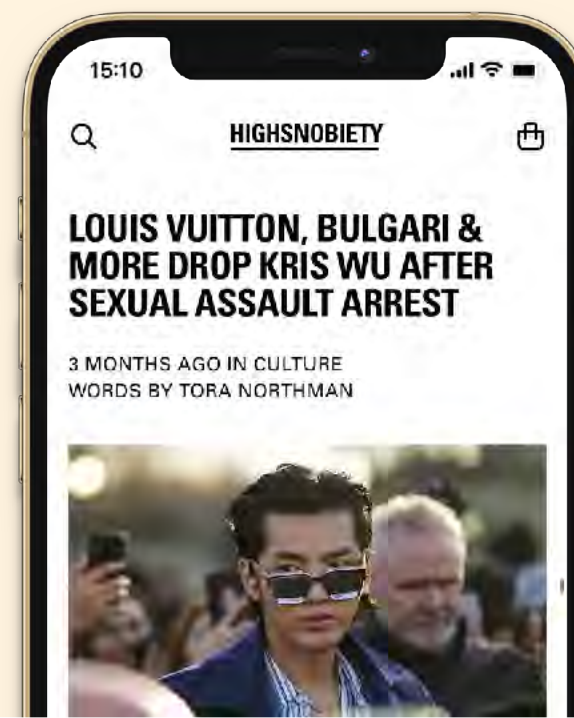 15:10
HIGHSNOBIETY
LOUIS VUITTON, BULGARI &
MORE DROP KRIS WU AFTER
SEXUAL ASSAULT ARREST
3 MONTHS AGO IN CULTURE
WORDS BY TORA NORTHMAN